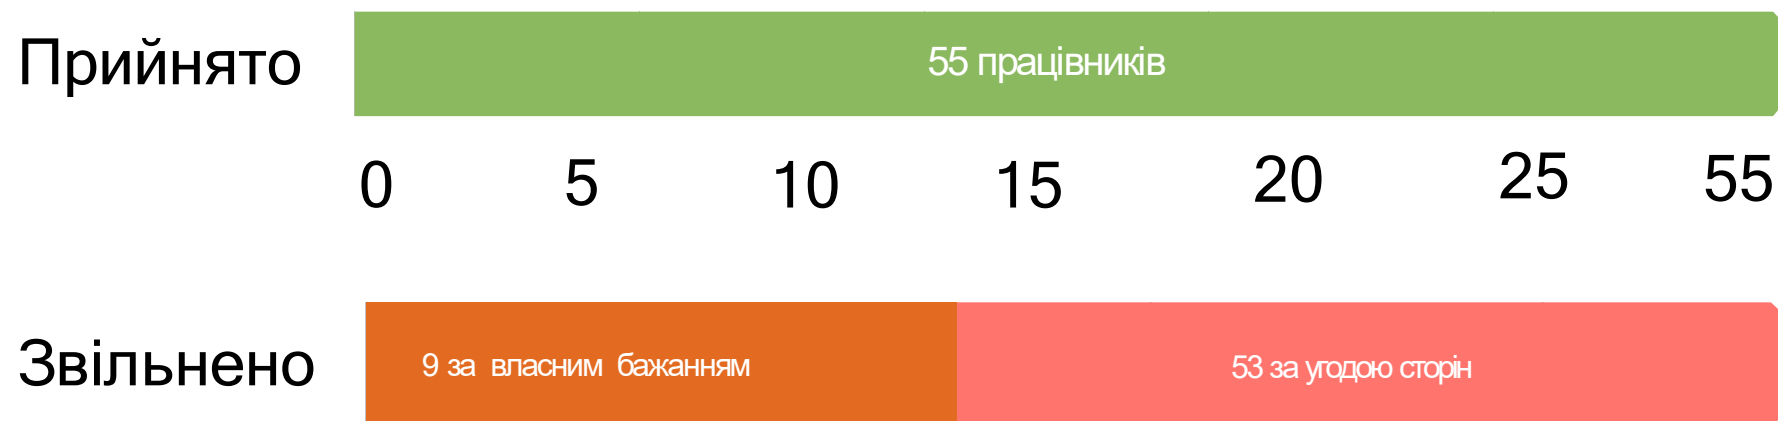 Прийнято
55 працівників
0 5 10 15 20 25 55
Звільнено
9 за власним бажанням
53 за угодою сторін